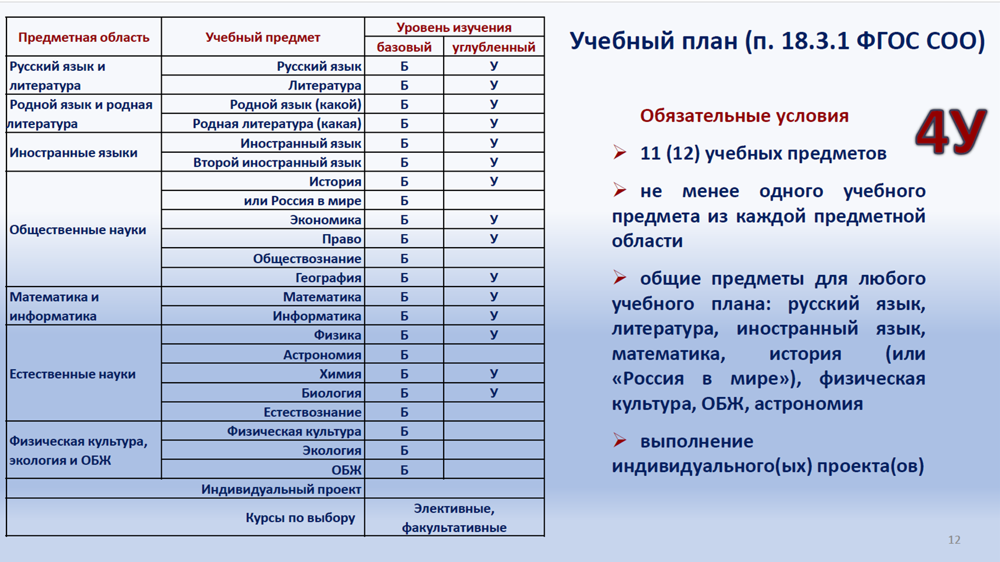 Предметная область Учебный предмет Уровень изучения
базовый углубленный
Русский язык и литература Русский язык Б У
Литература Б У
Родной язык и родная литература Родной язык (какой) Б У
Родная литература (какая) Б У
Иностранные языки Иностранный язык Б У
Второй иностранный язык Б У
Общественные науки История Б У
или Россия в мире Б
Экономика Б У
Право Б У
Обществознание Б
География Б У
Математика и информатика Математика Б У
Информатика Б У
Естественные науки Физика Б У
Астрономия Б
Химия Б У
Биология Б У
Естествознание Б
Физическая культура, экология и ОБЖ Физическая культура Б
Экология Б
ОБЖ Б
Индивидуальный проект
Курсы по выбору Элективные,
факультативные
Учебный план (п. 18.3.1 ФГОС СОО)
Обязательные условия
4У
11 (12) учебных предметов
не менее одного учебного
предмета из каждой предметной
области
общие предметы для любого
учебного плана: русский язык,
литература, иностранный язык,
математика, история (или
«Россия в мире»), физическая
культура, ОБЖ, астрономия
выполнение
индивидуального(ых) проекта(ов)
12